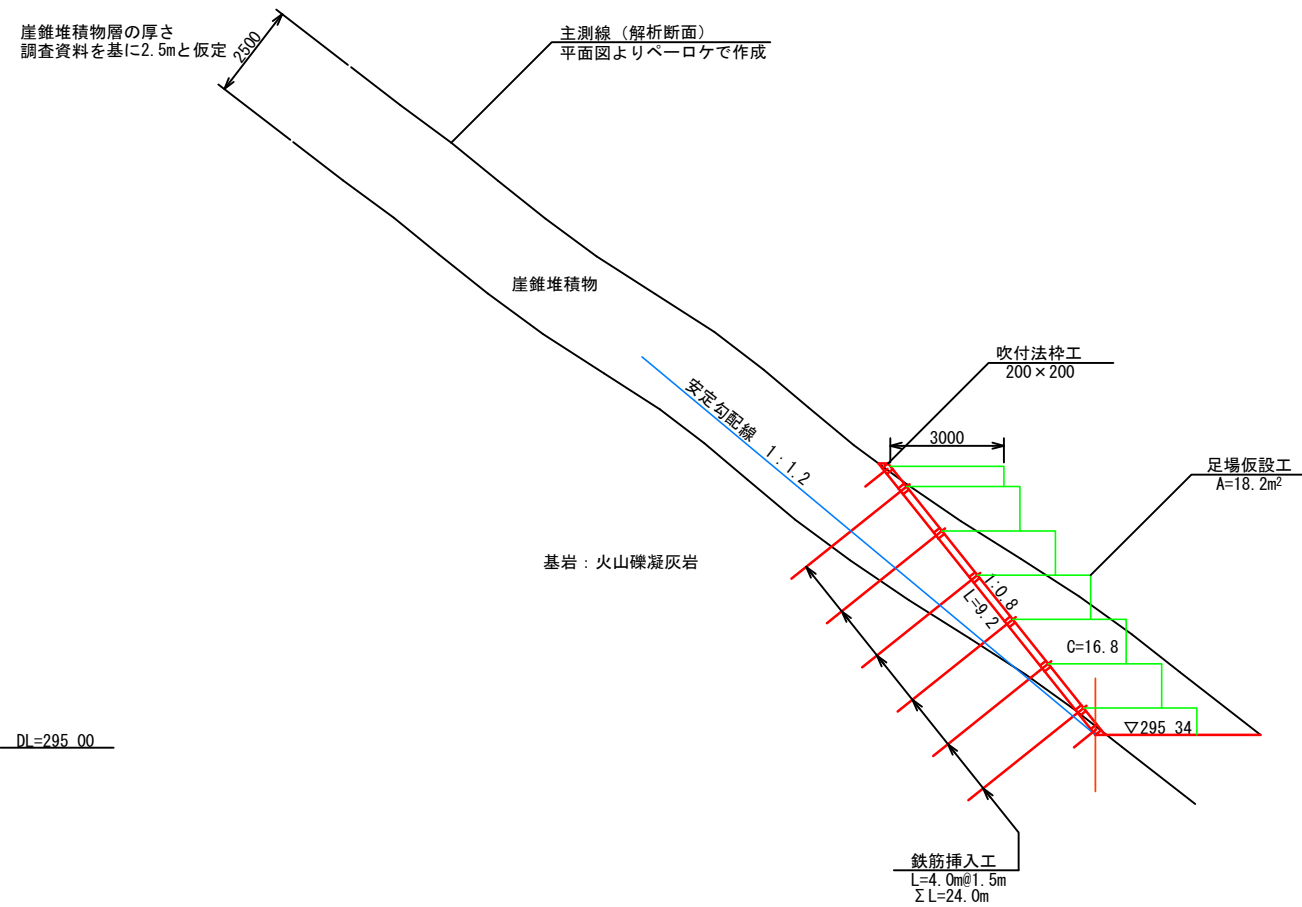 崖錐堆積物層の厚さ
調査資料を基に2.5mと仮定
2500
主測線（解析断面）
平面図よりペーロケで作成
崖錐堆積物
安定勾配線 1:1.2
吹付法枠工
200×200
3000
足場仮設工
A=18.2m²
基岩：火山礫凝灰岩
1:0.8
L=9.2
C=16.8
▽295 34
DL=295 00
鉄筋挿入工
L=4.0m@1.5m
ΣL=24.0m